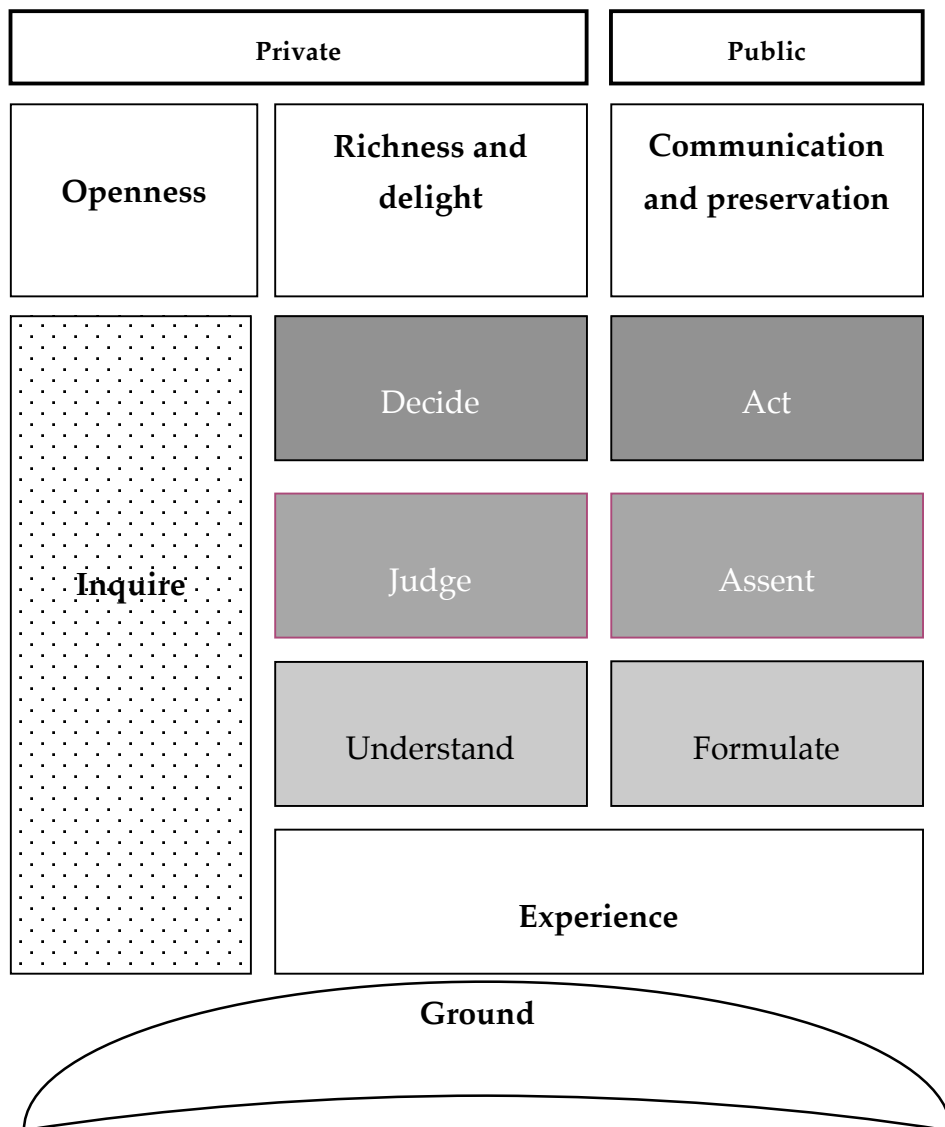 Private
Public
Openness
Richness and
delight
Communication
and preservation
Decide
Act
Inquire
Judge
Assent
Understand
Formulate
Experience
Ground